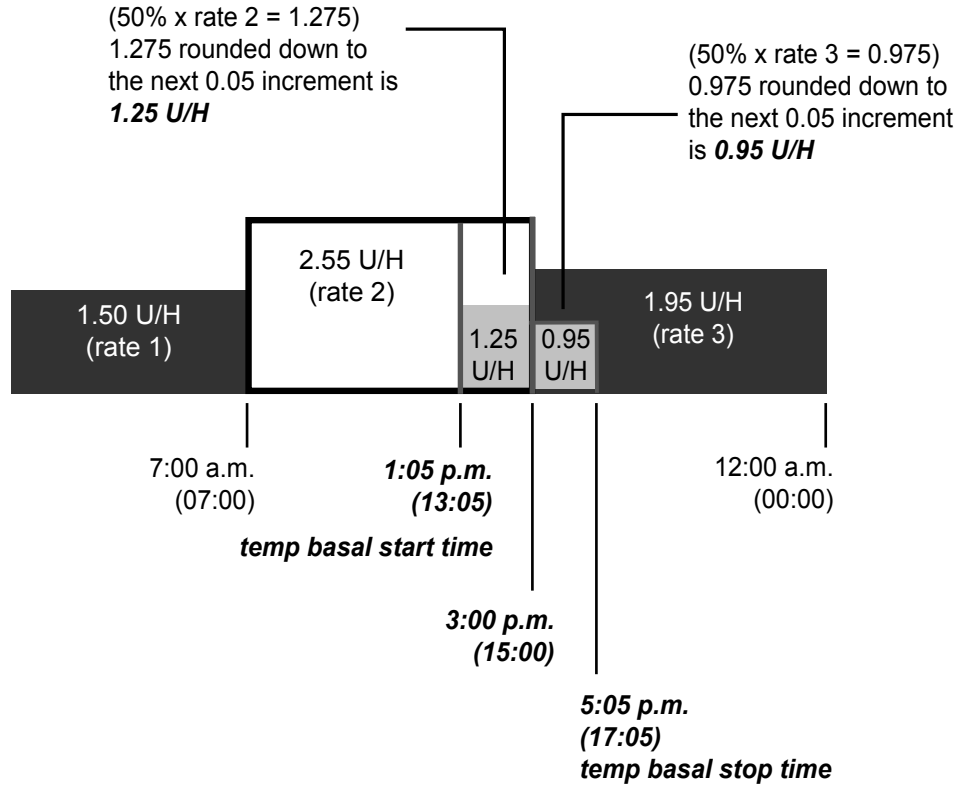 (50% x rate 2 = 1.275)
1.275 rounded down to
the next 0.05 increment is
1.25 U/H
(50% x rate 3 = 0.975)
0.975 rounded down to
the next 0.05 increment
is 0.95 U/H
1.50 U/H
(rate 1)
2.55 U/H
(rate 2)
1.25
U/H
0.95
U/H
1.95 U/H
(rate 3)
7:00 a.m.
(07:00)
1:05 p.m.
(13:05)
temp basal start time
12:00 a.m.
(00:00)
3:00 p.m.
(15:00)
5:05 p.m.
(17:05)
temp basal stop time